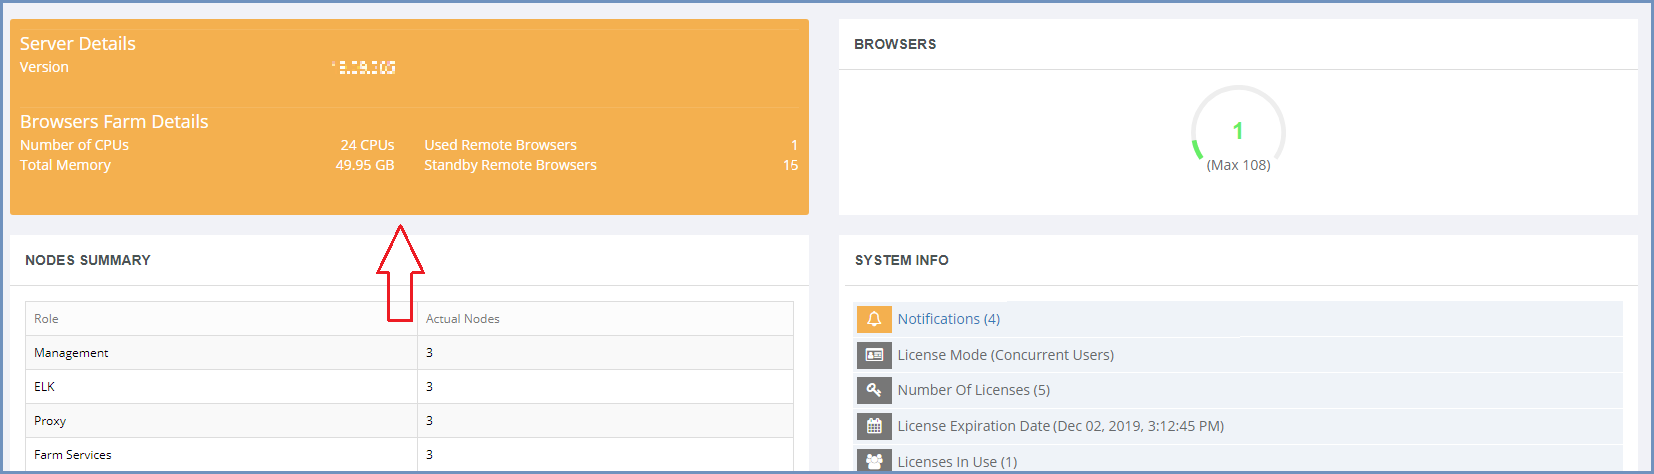 Server Details
Version
Browsers Farm Details
Number of CPUs 24 CPUs Used Remote Browsers 1
Total Memory 49.95 GB Standby Remote Browsers 15
BROWSERS
1
(Max 108)
NODES SUMMARY
Role Actual Nodes
Management 3
ELK 3
Proxy 3
Farm Services 3
SYSTEM INFO
Notifications (4)
License Mode (Concurrent Users)
Number Of Licenses (5)
License Expiration Date (Dec 02, 2019, 3:12:45 PM)
Licenses In Use (1)